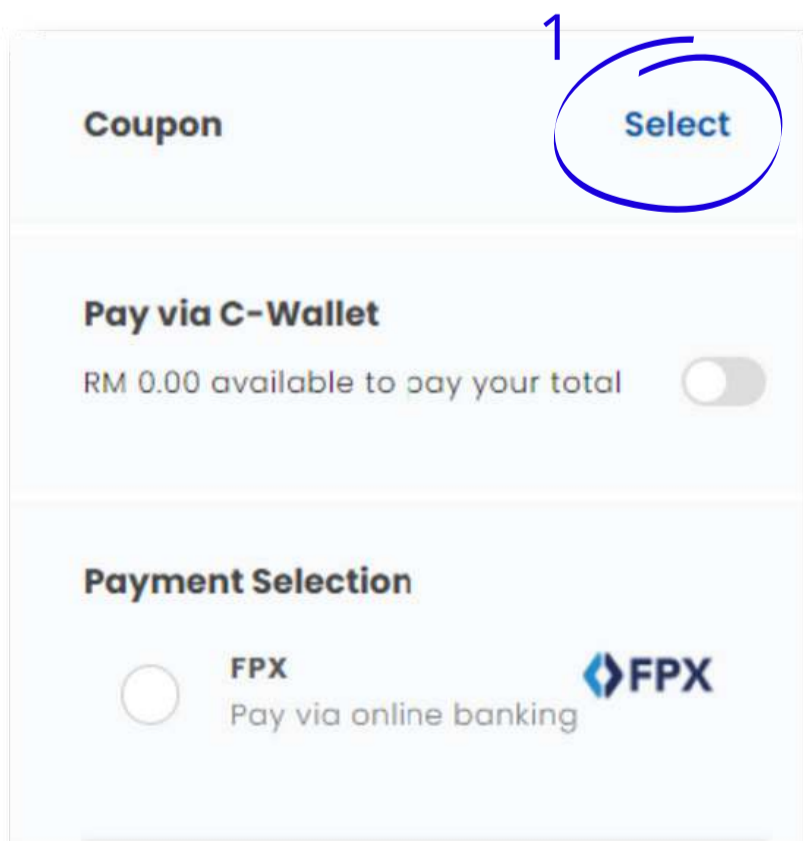 1
Coupon Select
Pay via C-Wallet
RM 0.00 available to pay your total
Payment Selection
FPX
FPX
Pay via online banking